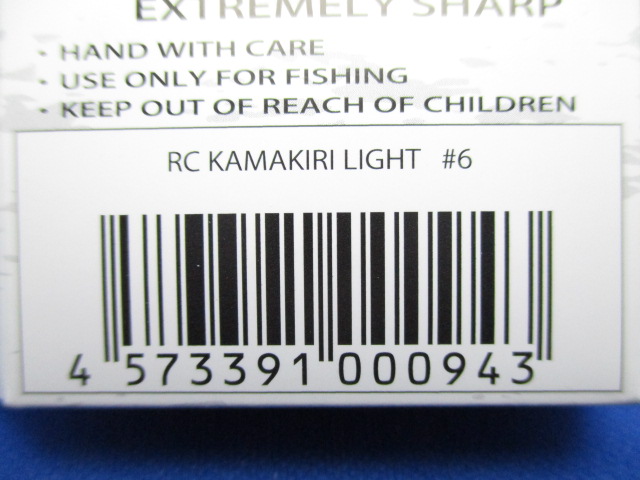 EXTREMELY SHARP
· HAND WITH CARE
· USE ONLY FOR FISHING
· KEEP OUT OF REACH OF CHILDREN
RC KAMAKIRI LIGHT #6
4 573391 000943